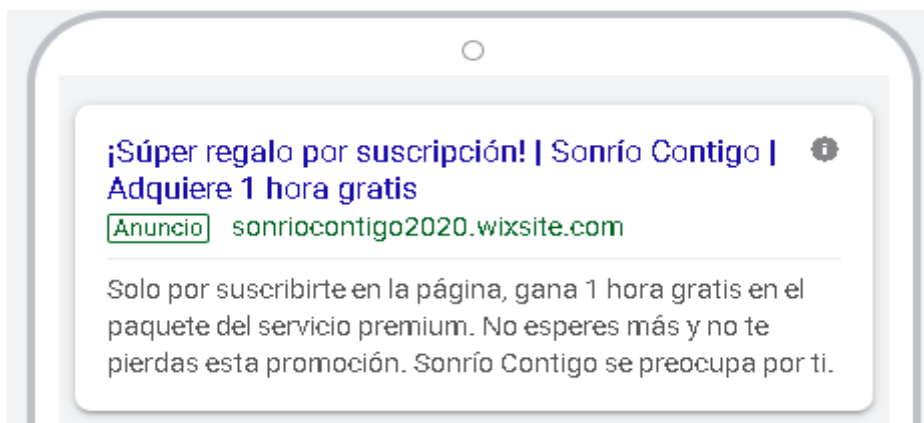 ¡Súper regalo por suscripción! | Sonrío Contigo |
Adquiere 1 hora gratis
Anuncio sonriocontigo2020.wixsite.com
Solo por suscribirte en la página, gana 1 hora gratis en el
paquete del servicio premium. No esperes más y no te
pierdas esta promoción. Sonrío Contigo se preocupa por ti.